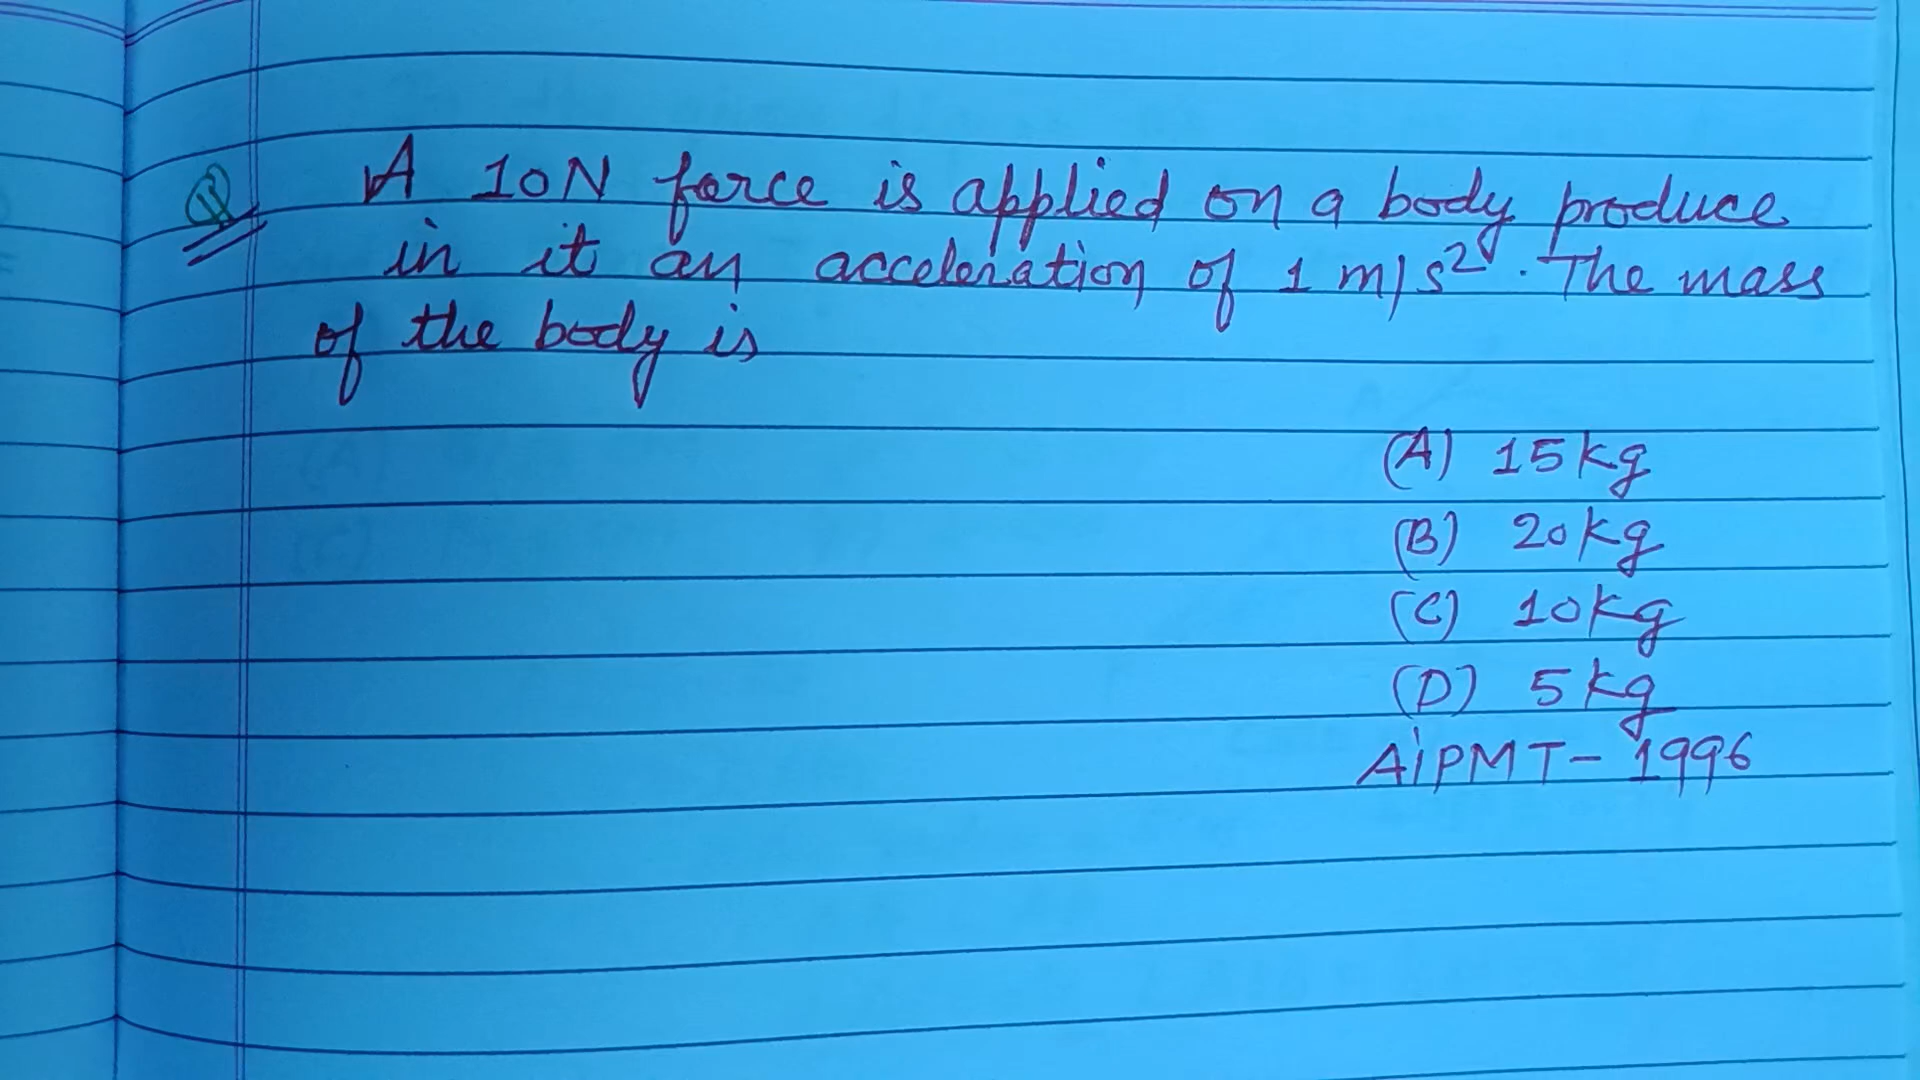 Q A 10N force is applied on a body produce
in it an acceleration of 1 m/s². The mass
of the body is
(A) 15kg
(B) 20kg
(C) 10kg
(D) 5kg
AiPMT- 1996